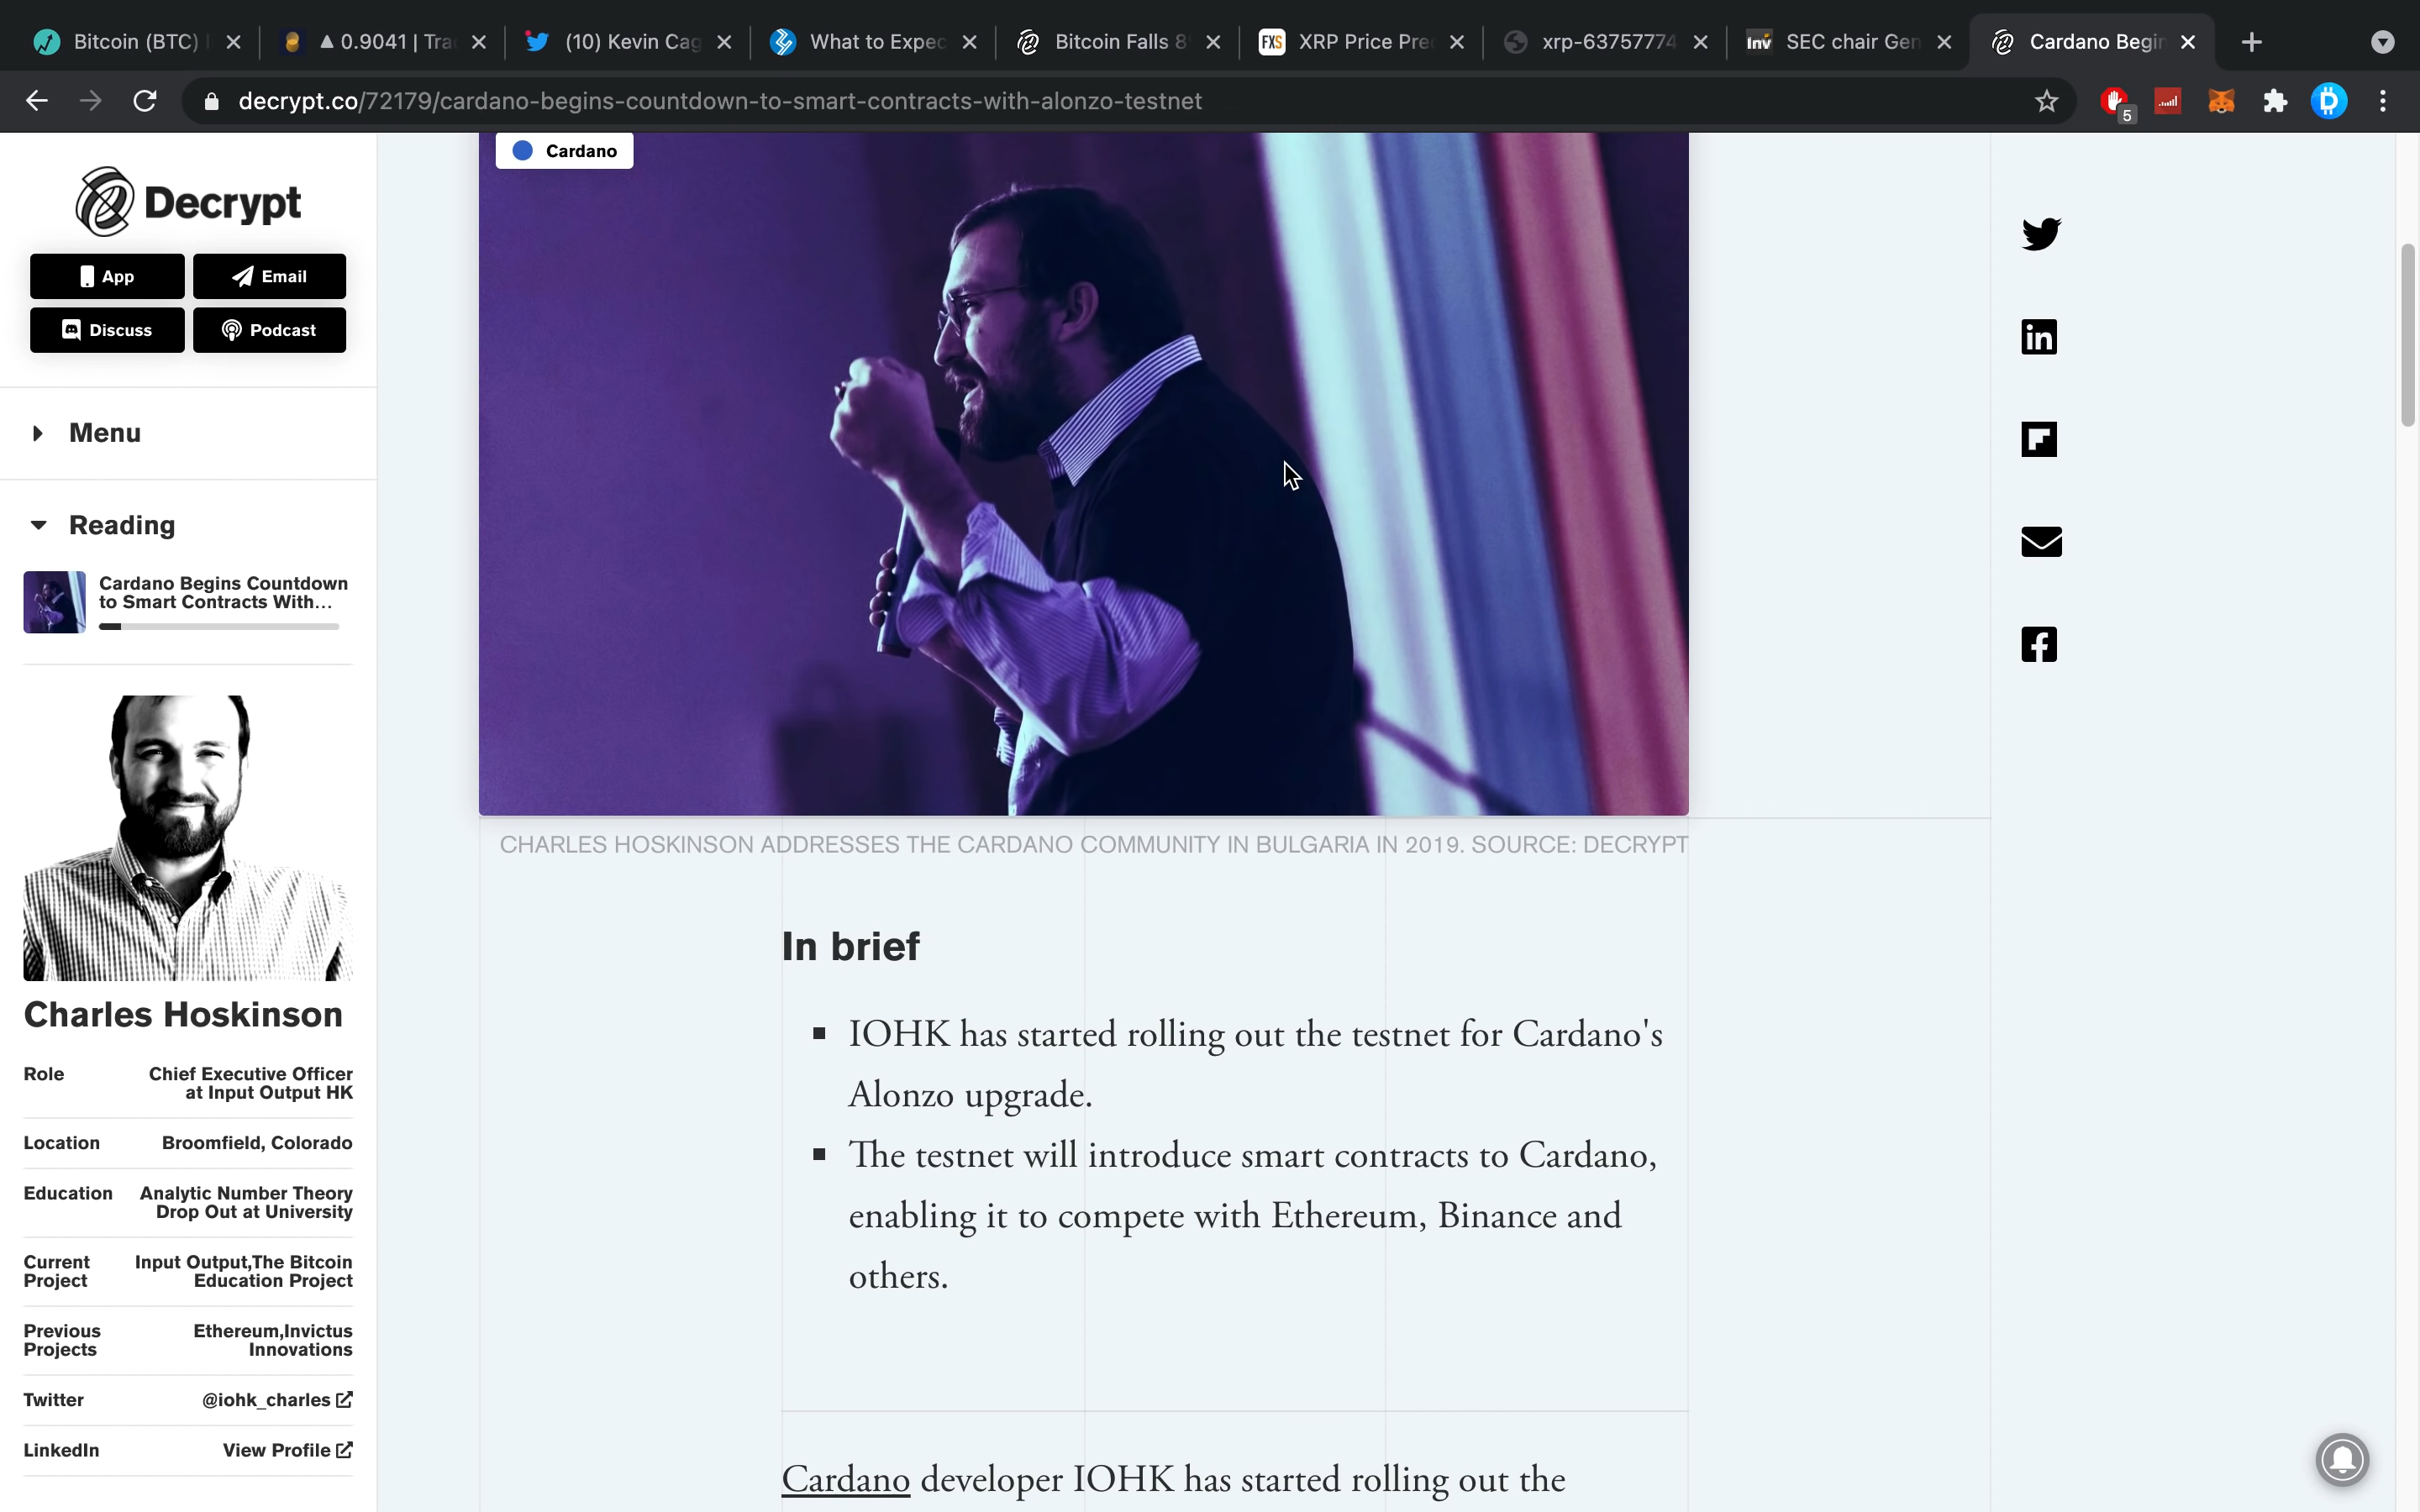 Bitcoin (BTC)
▲ 0.9041 | Tra
(10) Kevin Cag
What to Expec
Bitcoin Falls 8
FXS
XRP Price Pre
xrp-63757774
Inv
SEC chair Gen
Cardano Begin
decrypt.co/72179/cardano-begins-countdown-to-smart-contracts-with-alonzo-testnet
5
Decrypt
App
Email
Discuss
Podcast
Menu
Reading
Cardano Begins Countdown
to Smart Contracts With...
Charles Hoskinson
Role Chief Executive Officer
at Input Output HK
Location Broomfield, Colorado
Education Analytic Number Theory
Drop Out at University
Current Input Output,The Bitcoin
Project Education Project
Previous Ethereum,Invictus
Projects Innovations
Twitter @iohk_charles
LinkedIn View Profile
Cardano
CHARLES HOSKINSON ADDRESSES THE CARDANO COMMUNITY IN BULGARIA IN 2019. SOURCE: DECRYPT
In brief
▪ IOHK has started rolling out the testnet for Cardano's
Alonzo upgrade.
▪ The testnet will introduce smart contracts to Cardano,
enabling it to compete with Ethereum, Binance and
others.
Cardano developer IOHK has started rolling out the